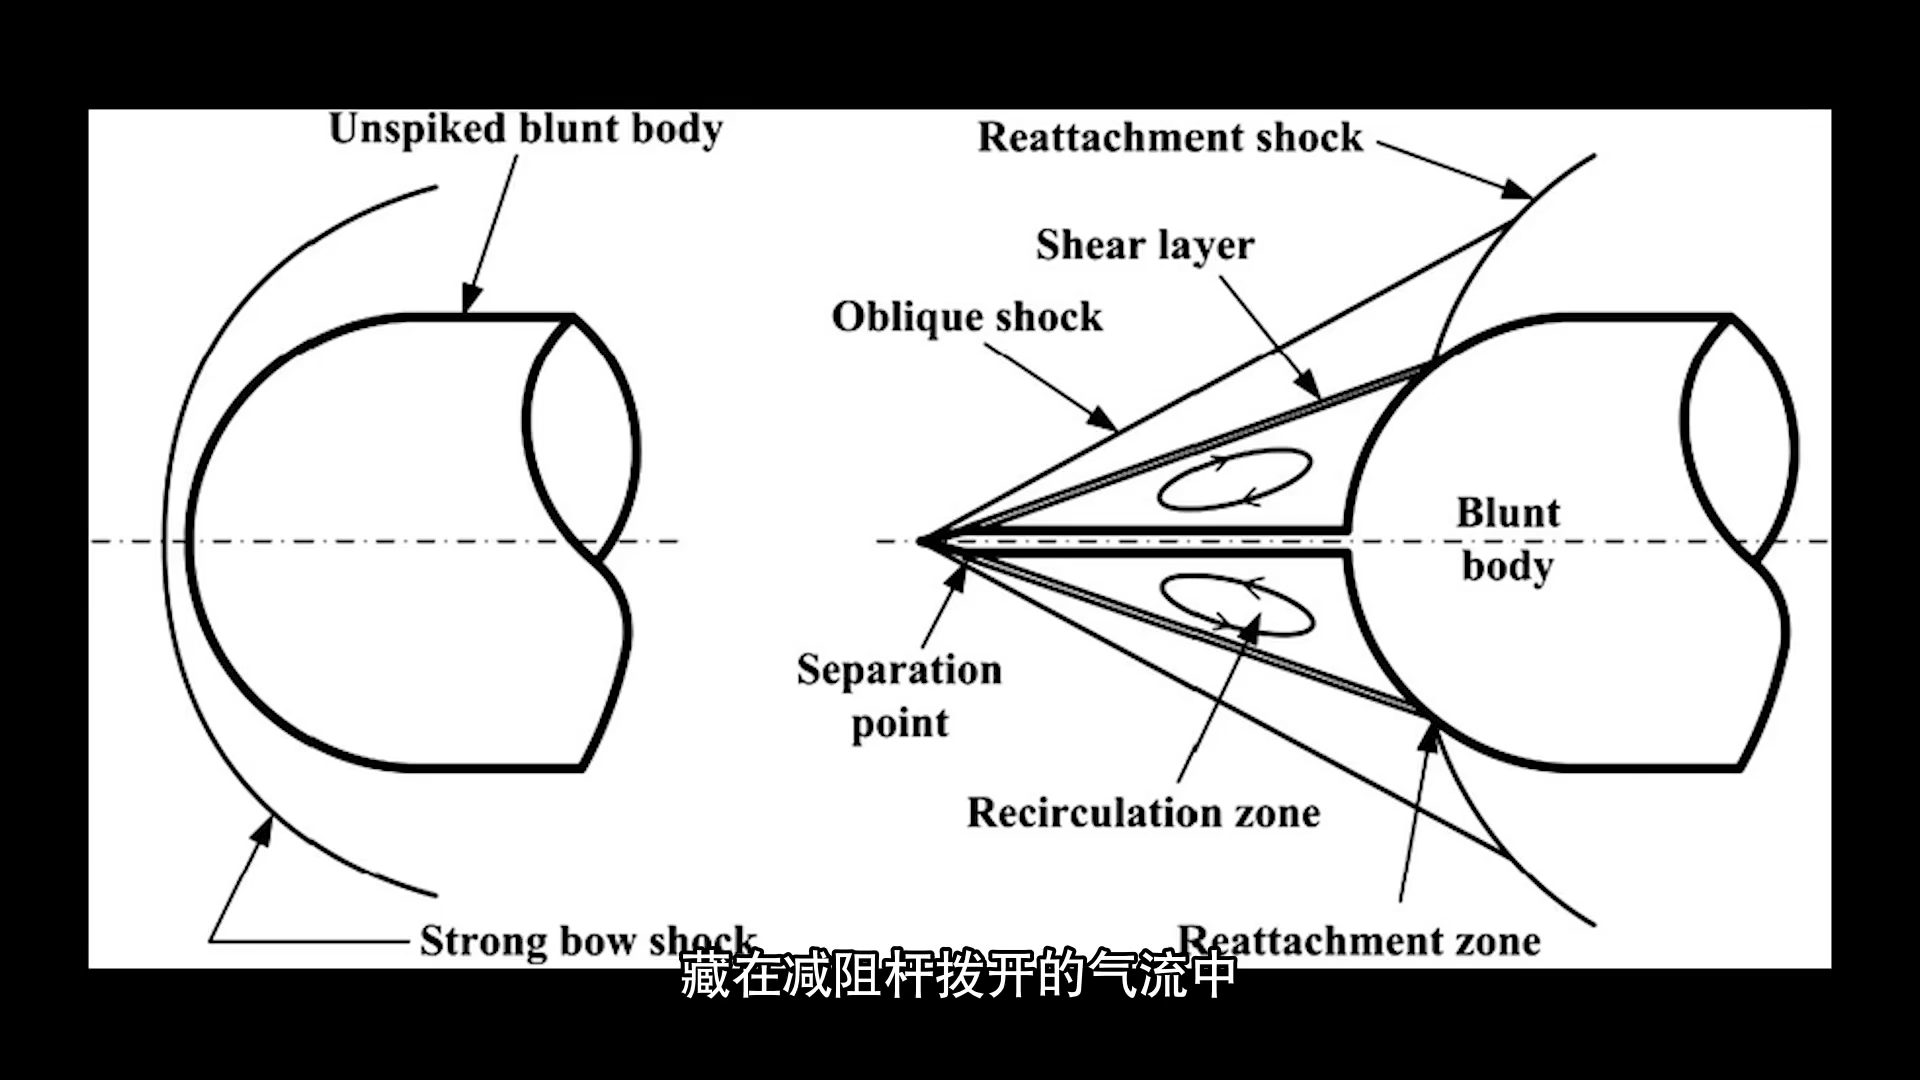 Unspiked blunt body
Reattachment shock
Shear layer
Oblique shock
Blunt
body
Separation
point
Recirculation zone
Strong bow shock
Reattachment zone
藏在减阻杆拨开的气流中